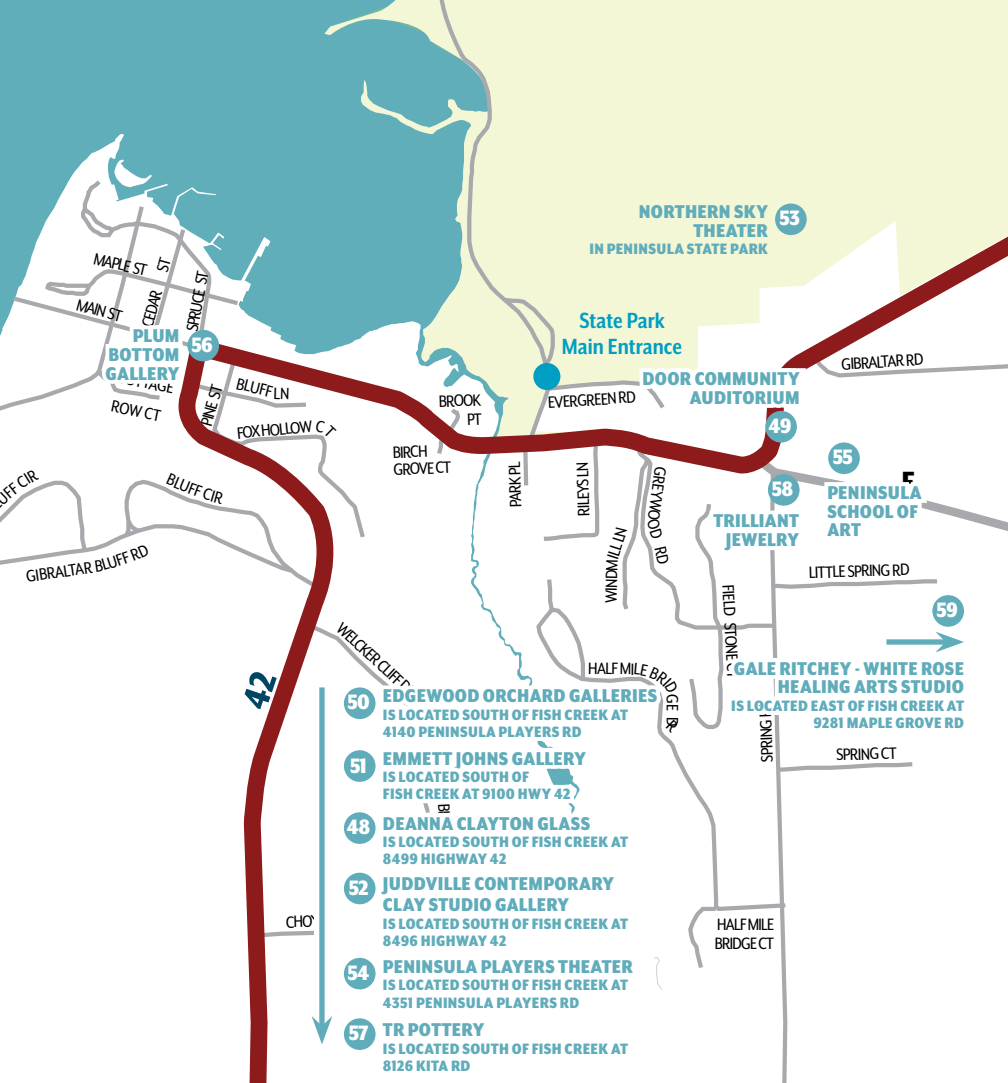 NORTHERN SKY
THEATER
IN PENINSULA STATE PARK
53
MAPLE ST
ST
CEDAR
SPRUCE ST
MAIN ST
State Park
Main Entrance
PLUM
BOTTOM
GALLERY
56
GIBRALTAR RD
DOOR COMMUNITY
AUDITORIUM
49
BLUFF LN
PINE ST
ROW CT
BROOK
PT
EVERGREEN RD
FOXHOLLOW CT
BIRCH
GROVE CT
PARK PL
RILEYS LN
GREYWOOD RD
WINDMILL LN
55
PENINSULA
SCHOOL OF
ART
58
TRILLIANT
JEWELRY
BLUFF CIR
UFF CIR
GIBRALTAR BLUFF RD
LITTLE SPRING RD
FIELD STONE
59
GALE RITCHEY - WHITE ROSE
HEALING ARTS STUDIO
IS LOCATED EAST OF FISH CREEK AT
9281 MAPLE GROVE RD
WELCKER CLIFF
HALF MILE BRIDGE DR
42
SPRING
SPRING CT
50
EDGEWOOD ORCHARD GALLERIES
IS LOCATED SOUTH OF FISH CREEK AT
4140 PENINSULA PLAYERS RD
51
EMMETT JOHNS GALLERY
IS LOCATED SOUTH OF
FISH CREEK AT 9100 HWY 42
48
DEANNA CLAYTON GLASS
IS LOCATED SOUTH OF FISH CREEK AT
8499 HIGHWAY 42
52
JUDDVILLE CONTEMPORARY
CLAY STUDIO GALLERY
IS LOCATED SOUTH OF FISH CREEK AT
8496 HIGHWAY 42
CHO
HALF MILE
BRIDGE CT
54
PENINSULA PLAYERS THEATER
IS LOCATED SOUTH OF FISH CREEK AT
4351 PENINSULA PLAYERS RD
57
TR POTTERY
IS LOCATED SOUTH OF FISH CREEK AT
8126 KITA RD